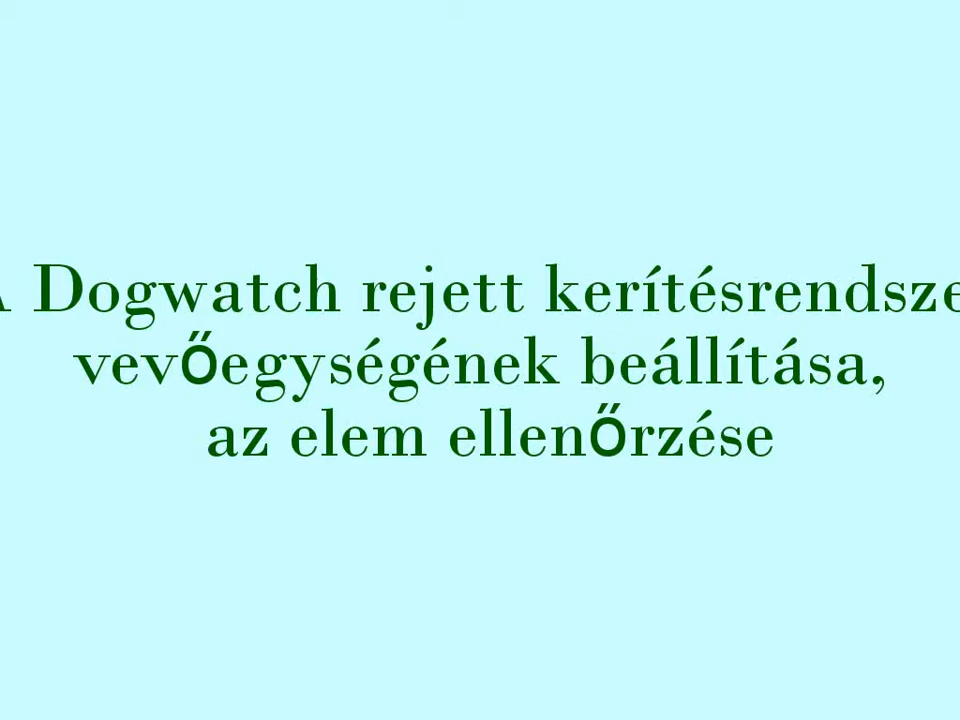 A Dogwatch rejett kerítésrendsze
vevőegységének beállítása,
az elem ellenőrzése